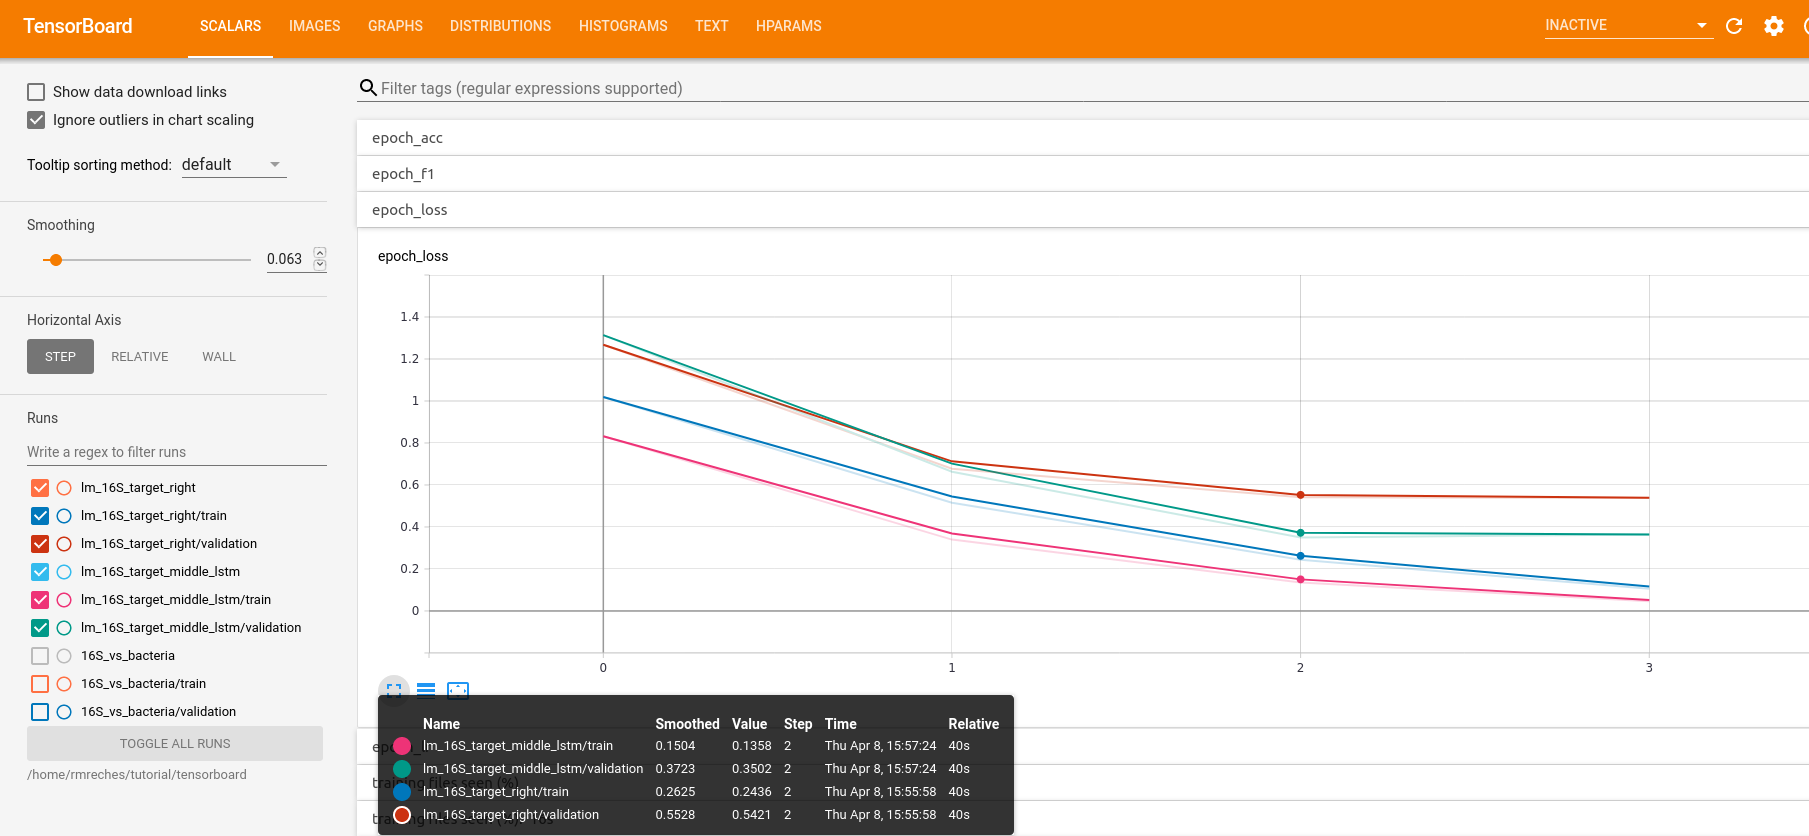 TensorBoard SCALARS IMAGES GRAPHS DISTRIBUTIONS HISTOGRAMS TEXT HPARAMS INACTIVE
Show data download links
Ignore outliers in chart scaling
Tooltip sorting method: default
Smoothing
0.063
Horizontal Axis
STEP RELATIVE WALL
Runs
Write a regex to filter runs
lm_16S_target_right
lm_16S_target_right/train
lm_16S_target_right/validation
lm_16S_target_middle_lstm
lm_16S_target_middle_lstm/train
lm_16S_target_middle_lstm/validation
16S_vs_bacteria
16S_vs_bacteria/train
16S_vs_bacteria/validation
TOGGLE ALL RUNS
/home/rmreches/tutorial/tensorboard
Filter tags (regular expressions supported)
epoch_acc
epoch_f1
epoch_loss
epoch_loss
1.4
1.2
1
0.8
0.6
0.4
0.2
0
0 1 2 3
Name Smoothed Value Step Time Relative
lm_16S_target_middle_lstm/train 0.1504 0.1358 2 Thu Apr 8, 15:57:24 40s
lm_16S_target_middle_lstm/validation 0.3723 0.3502 2 Thu Apr 8, 15:57:24 40s
lm_16S_target_right/train 0.2625 0.2436 2 Thu Apr 8, 15:55:58 40s
lm_16S_target_right/validation 0.5528 0.5421 2 Thu Apr 8, 15:55:58 40s
training files seen (%)